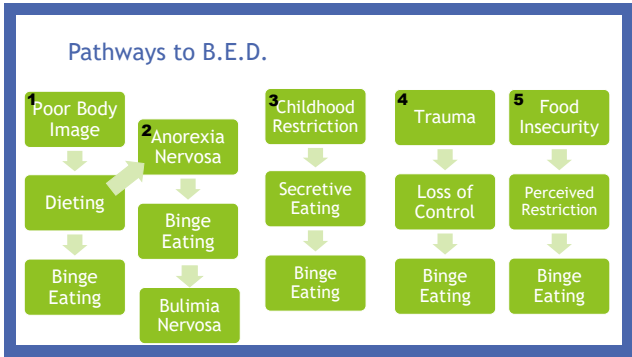 Pathways to B.E.D.
1
Poor Body
Image
Dieting
Binge
Eating
2
Anorexia
Nervosa
Binge
Eating
Bulimia
Nervosa
3
Childhood
Restriction
Secretive
Eating
Binge
Eating
4
Trauma
Loss of
Control
Binge
Eating
5
Food
Insecurity
Perceived
Restriction
Binge
Eating